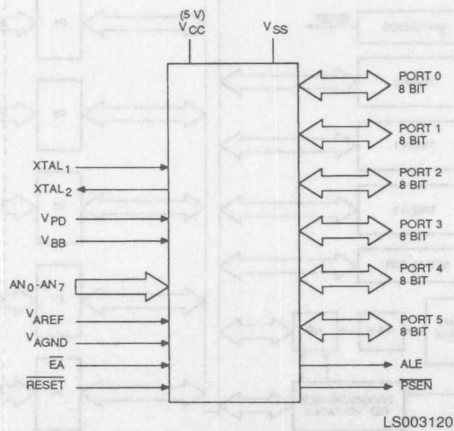 (5 V)
VCC
VSS
PORT 0
8 BIT
PORT 1
8 BIT
PORT 2
8 BIT
PORT 3
8 BIT
PORT 4
8 BIT
PORT 5
8 BIT
ALE
PSEN
XTAL1
XTAL2
VPD
VBB
AN0-AN7
VAREF
VAGND
EA
RESET
LS003120